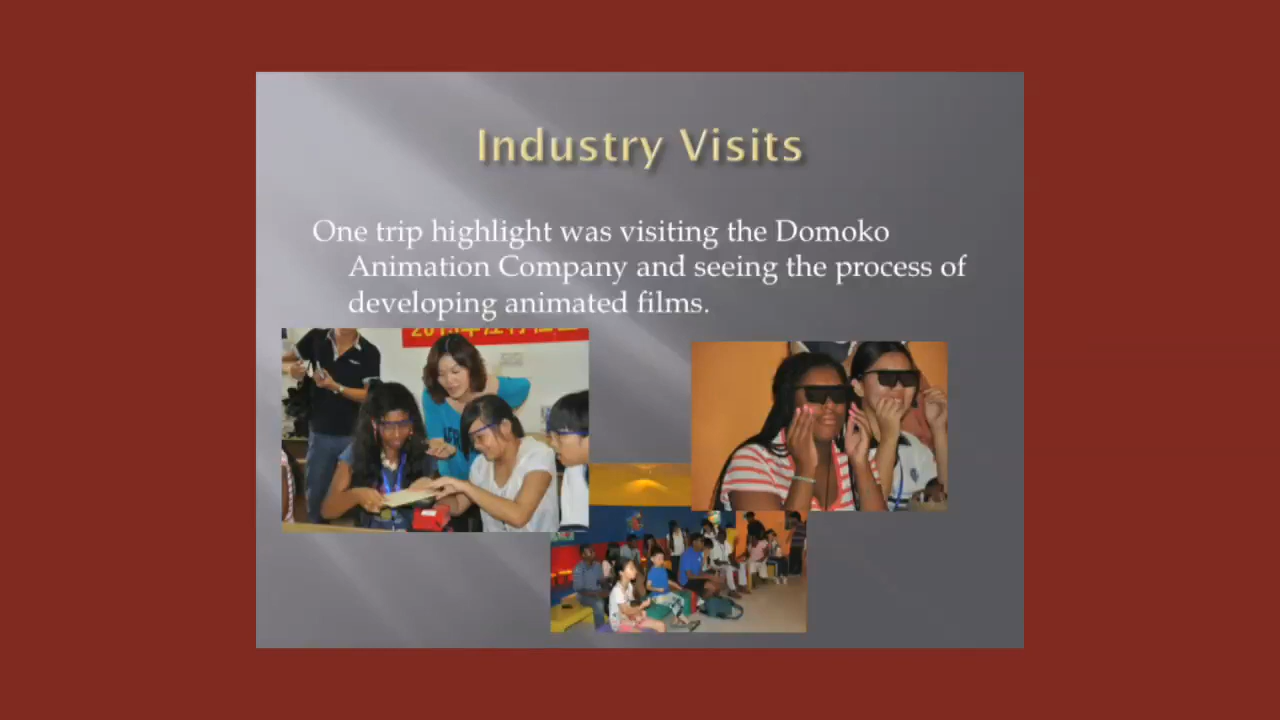 Industry Visits
One trip highlight was visiting the Domoko
Animation Company and seeing the process of
developing animated films.